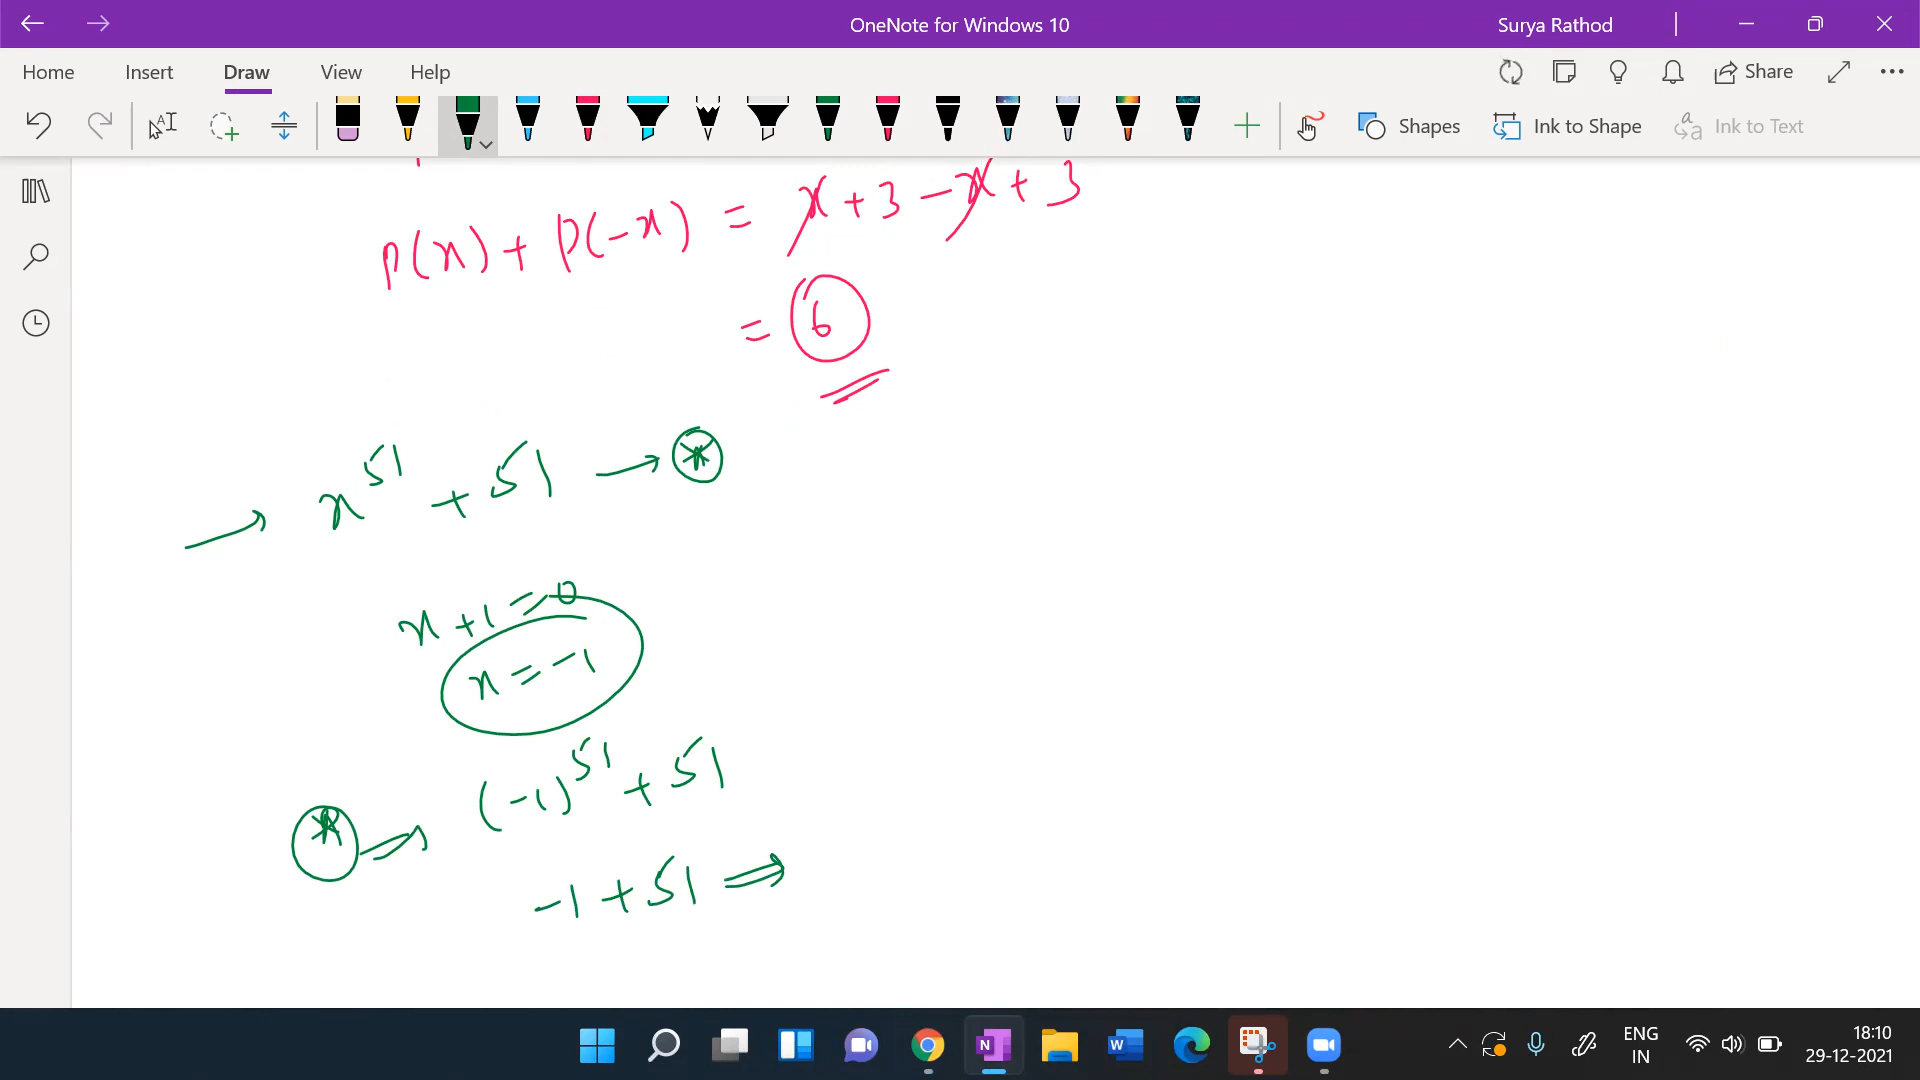 OneNote for Windows 10
Surya Rathod
Home Insert Draw View Help
Share
Shapes Ink to Shape Ink to Text
p(x) + p(-x) = x + 3 - x + 3
= 6
→ x^51 + 51 → *
x + 1 = 0
x = -1
* ⇒ (-1)^51 + 51
-1 + 51 ⇒
ENG
IN
18:10
29-12-2021